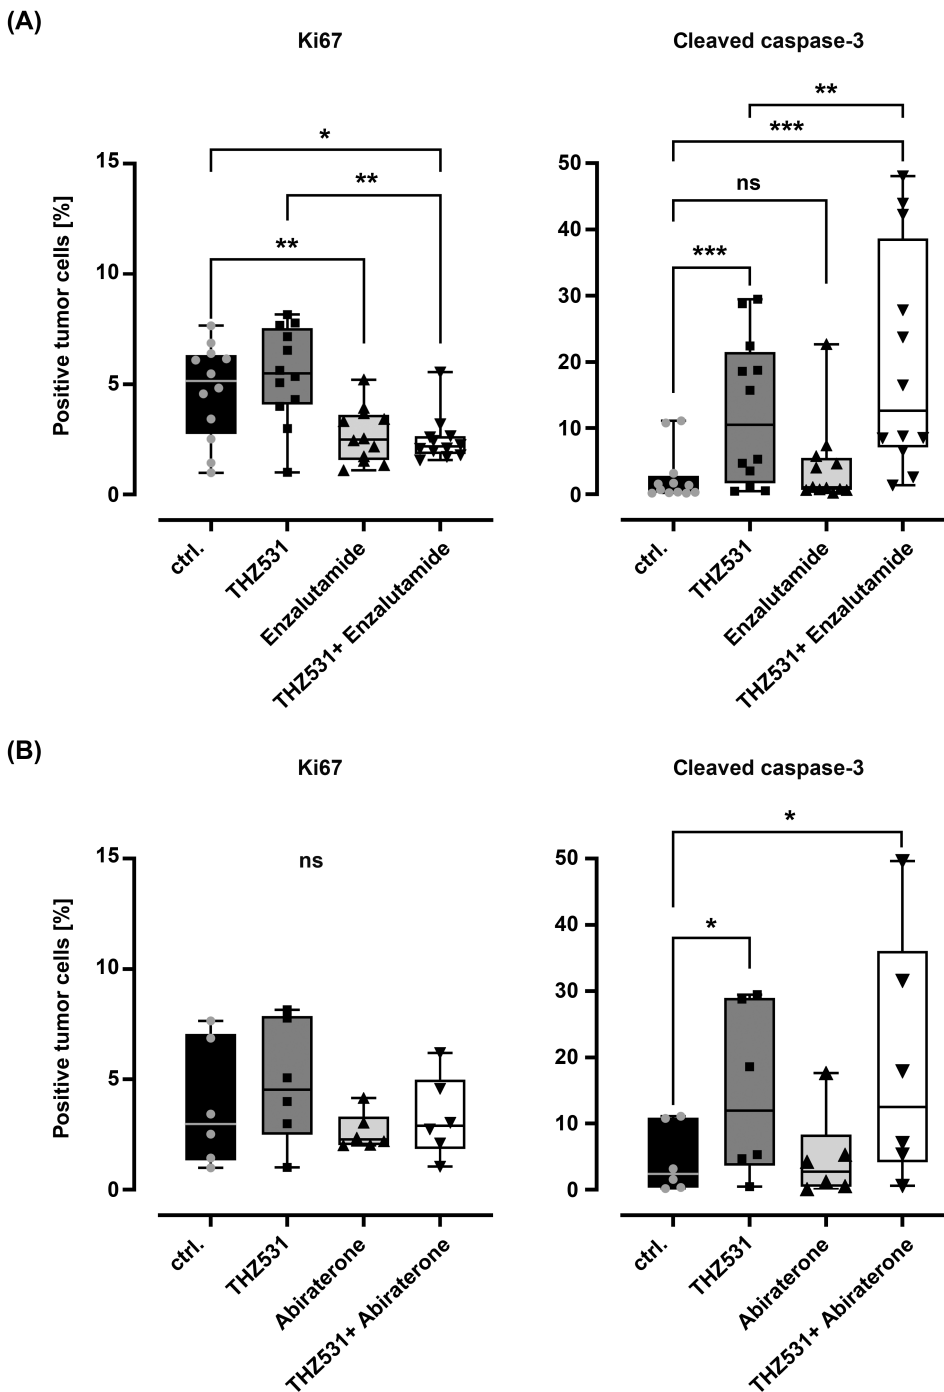 (A)
Ki67
Cleaved caspase-3
Positive tumor cells [%]
15
10
5
0
*
**
**
ctrl.
THZ531
Enzalutamide
THZ531+ Enzalutamide
50
40
30
20
10
0
**
***
ns
***
ctrl.
THZ531
Enzalutamide
THZ531+ Enzalutamide
(B)
Ki67
Cleaved caspase-3
Positive tumor cells [%]
15
10
5
0
ns
ctrl.
THZ531
Abiraterone
THZ531+ Abiraterone
50
40
30
20
10
0
*
*
ctrl.
THZ531
Abiraterone
THZ531+ Abiraterone